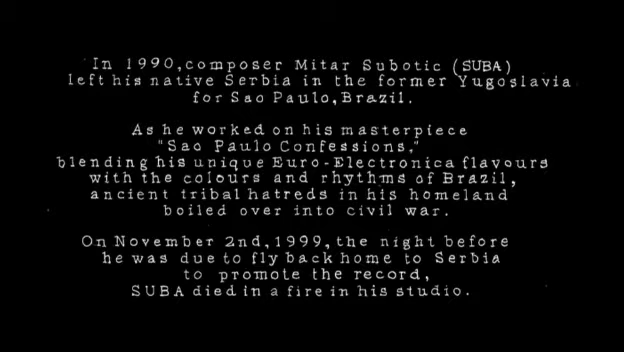 In 1990,composer Mitar Subotic (SUBA)
left his native Serbia in the former Yugoslavia
for Sao Paulo,Brazil.
As he worked on his masterpiece
"Sao Paulo Confessions,"
blending his unique Euro-Electronica flavours
with the colours and rhythms of Brazil,
ancient tribal hatreds in his homeland
boiled over into civil war.
On November 2nd,1999,the night before
he was due to fly back home to Serbia
to promote the record,
SUBA died in a fire in his studio.